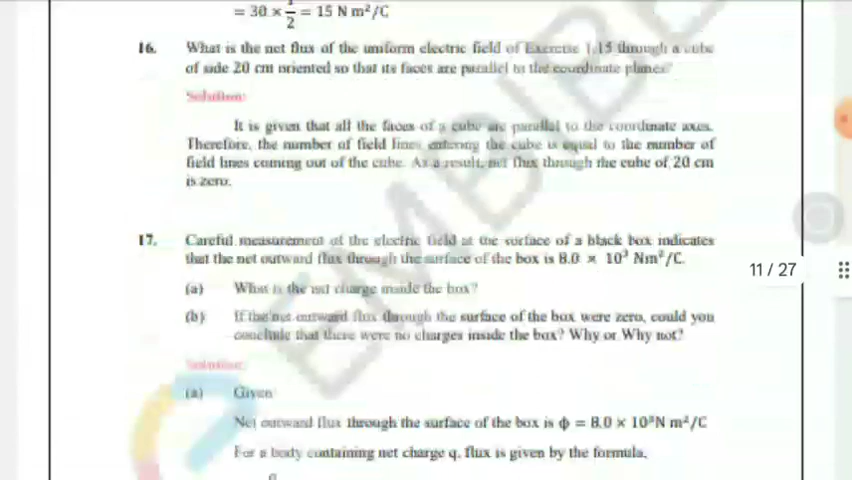 = 30 × 1/2 = 15 N m²/C
16. What is the net flux of the uniform electric field of Exercise 1.15 through a cube
of side 20 cm oriented so that its faces are parallel to the coordinate planes?
Solution:
It is given that all the faces of a cube are parallel to the coordinate axes.
Therefore, the number of field lines entering the cube is equal to the number of
field lines coming out of the cube. As a result, net flux through the cube of 20 cm
is zero.
17. Careful measurement of the electric field at the surface of a black box indicates
that the net outward flux through the surface of the box is 8.0 × 10³ Nm²/C.
(a) What is the net charge inside the box?
(b) If the net outward flux through the surface of the box were zero, could you
conclude that there were no charges inside the box? Why or Why not?
Solution:
(a) Given
Net outward flux through the surface of the box is ϕ = 8.0 × 10³N m²/C
For a body containing net charge q, flux is given by the formula,
q
11 / 27
EMBIBE